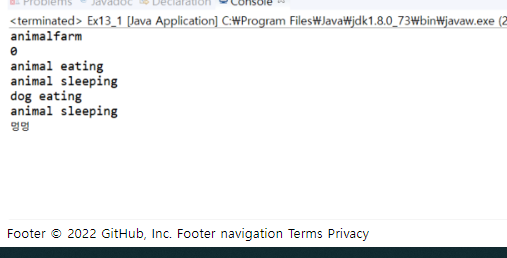 Problems @ Javadoc Declaration Console
<terminated> Ex13_1 [Java Application] C:₩Program Files₩Java₩jdk1.8.0_73₩bin₩javaw.exe (2
animalfarm
0
animal eating
animal sleeping
dog eating
animal sleeping
멍멍
Footer © 2022 GitHub, Inc. Footer navigation Terms Privacy